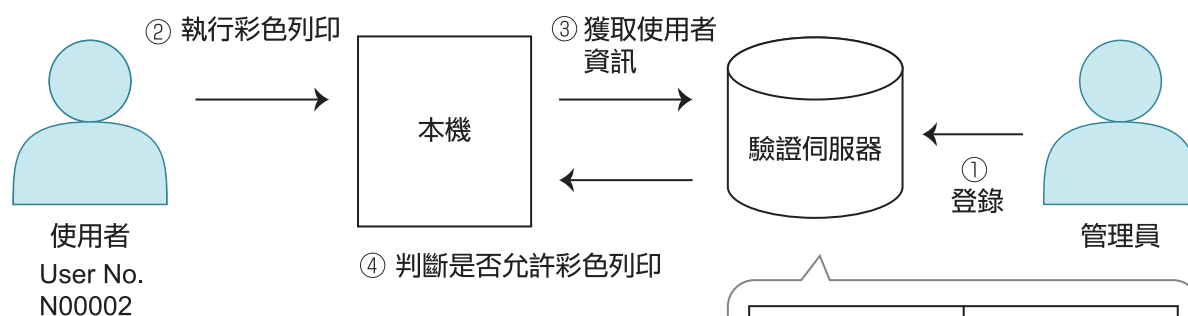 ② 執行彩色列印
③ 獲取使用者
資訊
本機
驗證伺服器
①
登錄
使用者
User No.
N00002
管理員
④ 判斷是否允許彩色列印